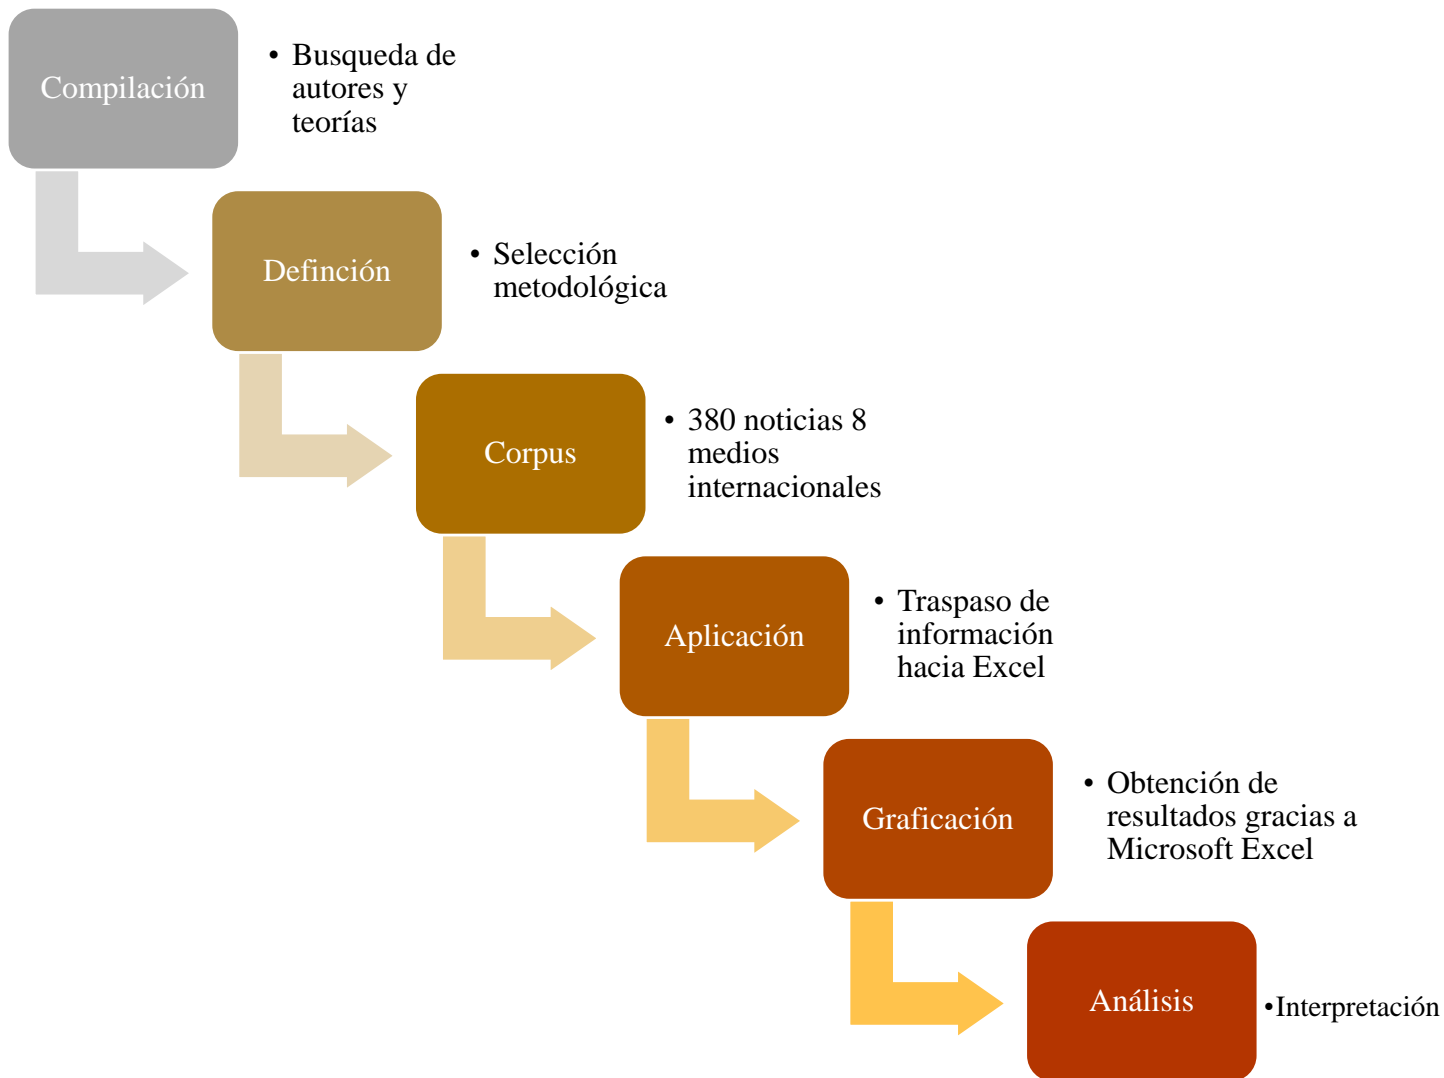 Compilación
• Busqueda de
autores y
teorías
Definción
• Selección
metodológica
Corpus
• 380 noticias 8
medios
internacionales
Aplicación
• Traspaso de
información
hacia Excel
Graficación
• Obtención de
resultados gracias a
Microsoft Excel
Análisis
•Interpretación